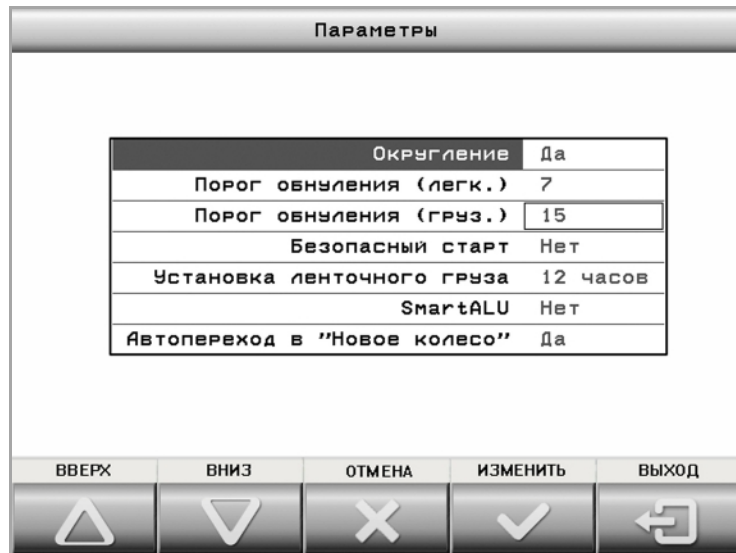 Параметры
Округление Да
Порог обнуления (легк.) 7
Порог обнуления (груз.) 15
Безопасный старт Нет
Установка ленточного груза 12 часов
SmartALU Нет
Автопереход в "Новое колесо" Да
ВВЕРХ ВНИЗ ОТМЕНА ИЗМЕНИТЬ ВЫХОД